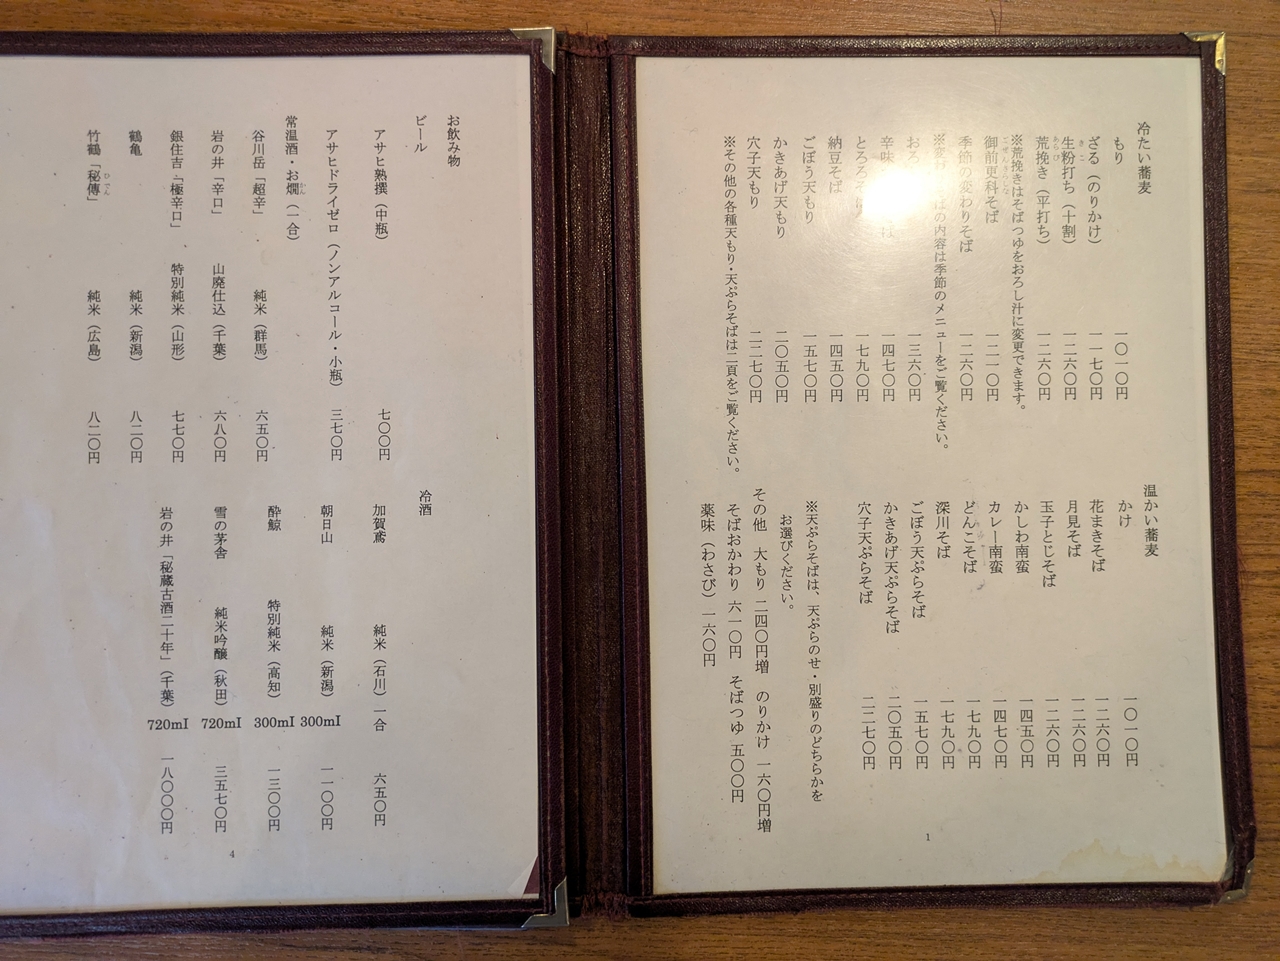 冷たい蕎麦
もり 一〇一〇円
ざる（のりかけ） 一一七〇円
生粉打ち（十割） 一二六〇円
きこ
荒挽き（平打ち） 一二六〇円
あらび
※荒挽きはそばつゆをおろし汁に変更できます。
御前更科そば 一二一〇円
ごぜんさらしな
季節の変わりそば 一二六〇円
の内容は季節のメニューをご覧ください。
おろ 一三六〇円
辛味 一四七〇円
とろろ 一七九〇円
納豆そば 一四五〇円
ごぼう天もり 一五七〇円
かきあげ天もり 二〇五〇円
穴子天もり 二二七〇円
※その他の各種天もり・天ぷらそばは二頁をご覧ください。
温かい蕎麦
かけ 一〇一〇円
花まきそば 一二六〇円
月見そば 一二六〇円
玉子とじそば 一二六〇円
かしわ南蛮 一四五〇円
カレー南蛮 一四七〇円
どんこそば 一七九〇円
深川そば 一七九〇円
ごぼう天ぷらそば 一五七〇円
かきあげ天ぷらそば 二〇五〇円
穴子天ぷらそば 二二七〇円
※天ぷらそばは、天ぷらのせ・別盛りのどちらかを
お選びください。
その他 大もり 二四〇円増 のりかけ 一六〇円増
そばおかわり 六一〇円 そばつゆ 五〇〇円
薬味（わさび）一六〇円
1
お飲み物
ビール
アサヒ熟撰（中瓶） 七〇〇円
アサヒドライゼロ（ノンアルコール・小瓶） 三七〇円
常温酒・お燗（一合）
かん
谷川岳「超辛」 純米（群馬） 六五〇円
岩の井「辛口」 山廃仕込（千葉） 六八〇円
銀住吉「極辛口」 特別純米（山形） 七七〇円
鶴亀 純米（新潟） 八二〇円
竹鶴「秘傳」 純米（広島） 八二〇円
ひでん
冷酒
加賀鳶 純米（石川）一合 六五〇円
朝日山 純米（新潟）300ml 一一〇〇円
酔鯨 特別純米（高知）300ml 一三〇〇円
雪の茅舎 純米吟醸（秋田）720ml 三五七〇円
岩の井「秘蔵古酒二十年」（千葉）720ml 一八〇〇〇円
4